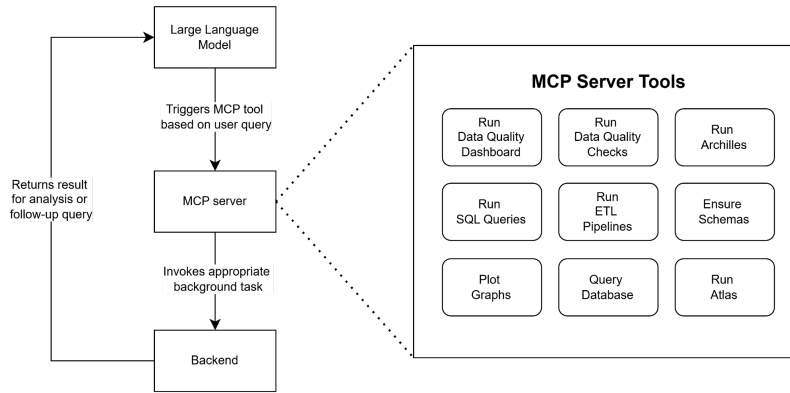 Large Language
Model
Triggers MCP tool
based on user query
MCP server
Returns result
for analysis or
follow-up query
Invokes appropriate
background task
Backend
MCP Server Tools
Run
Data Quality
Dashboard
Run
Data Quality
Checks
Run
Archilles
Run
SQL Queries
Run
ETL
Pipelines
Ensure
Schemas
Plot
Graphs
Query
Database
Run
Atlas